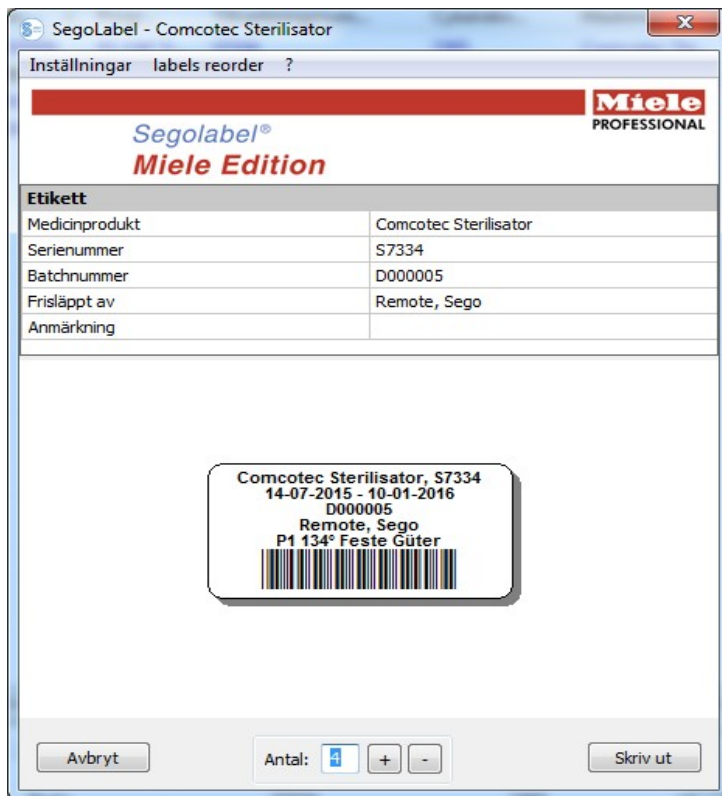 SegoLabel - Comcotec Sterilisator
Inställningar labels reorder ?
Miele
PROFESSIONAL
Segolabel®
Miele Edition
Etikett
Medicinprodukt Comcotec Sterilisator
Serienummer S7334
Batchnummer D000005
Frisläppt av Remote, Sego
Anmärkning
Comcotec Sterilisator, S7334
14-07-2015 - 10-01-2016
D000005
Remote, Sego
P1 134° Feste Güter
Avbryt Antal: 4 + - Skriv ut